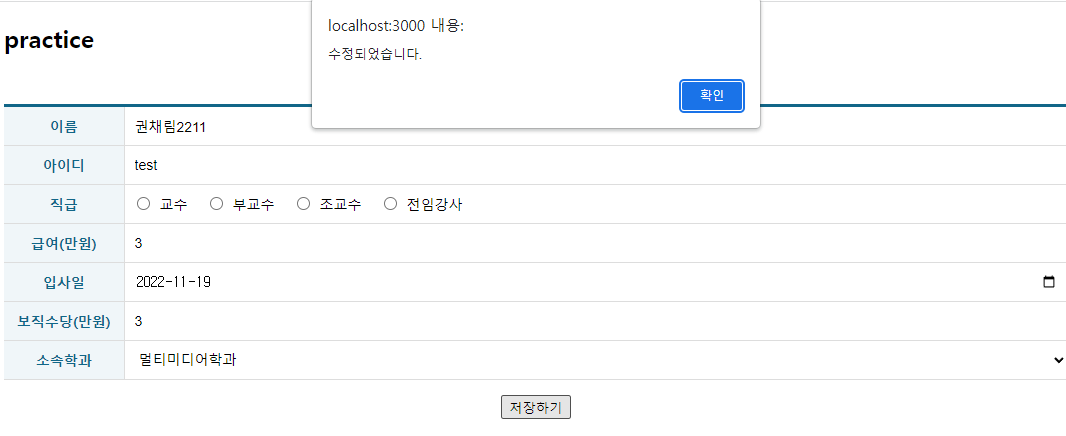 localhost:3000 내용:
수정되었습니다.
확인
practice
이름 권채림2211
아이디 test
직급 교수 부교수 조교수 전임강사
급여(만원) 3
입사일 2022-11-19
보직수당(만원) 3
소속학과 멀티미디어학과
저장하기